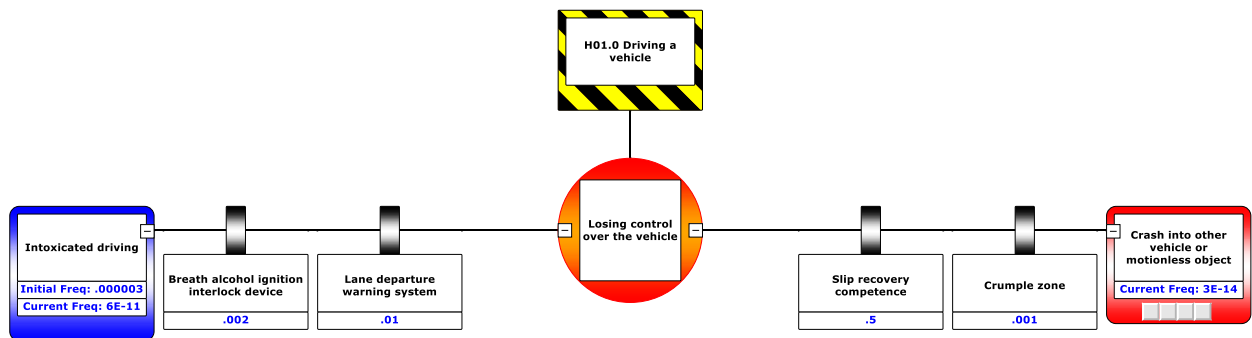 H01.0 Driving a
vehicle
Intoxicated driving
Initial Freq: .000003
Current Freq: 6E-11
Breath alcohol ignition
interlock device
.002
Lane departure
warning system
.01
Losing control
over the vehicle
Slip recovery
competence
.5
Crumple zone
.001
Crash into other
vehicle or
motionless object
Current Freq: 3E-14